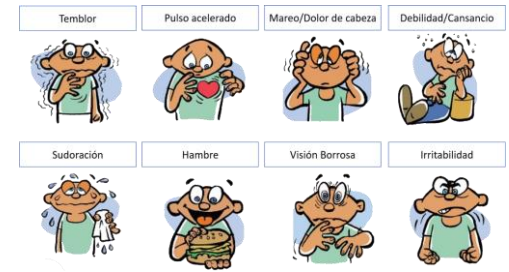 Temblor
Pulso acelerado
Mareo/Dolor de cabeza
Debilidad/Cansancio
Sudoración
Hambre
Visión Borrosa
Irritabilidad